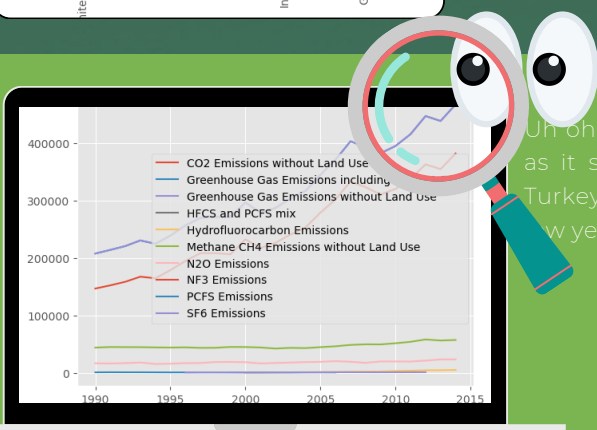 400000
300000
200000
100000
0
1990
1995
2000
2005
2010
2015
CO2 Emissions without Land Use
Greenhouse Gas Emissions including
Greenhouse Gas Emissions without Land Use
HFCS and PCFS mix
Hydrofluorocarbon Emissions
Methane CH4 Emissions without Land Use
N2O Emissions
NF3 Emissions
PCFS Emissions
SF6 Emissions
Uh oh
as it s
Turkey
ye